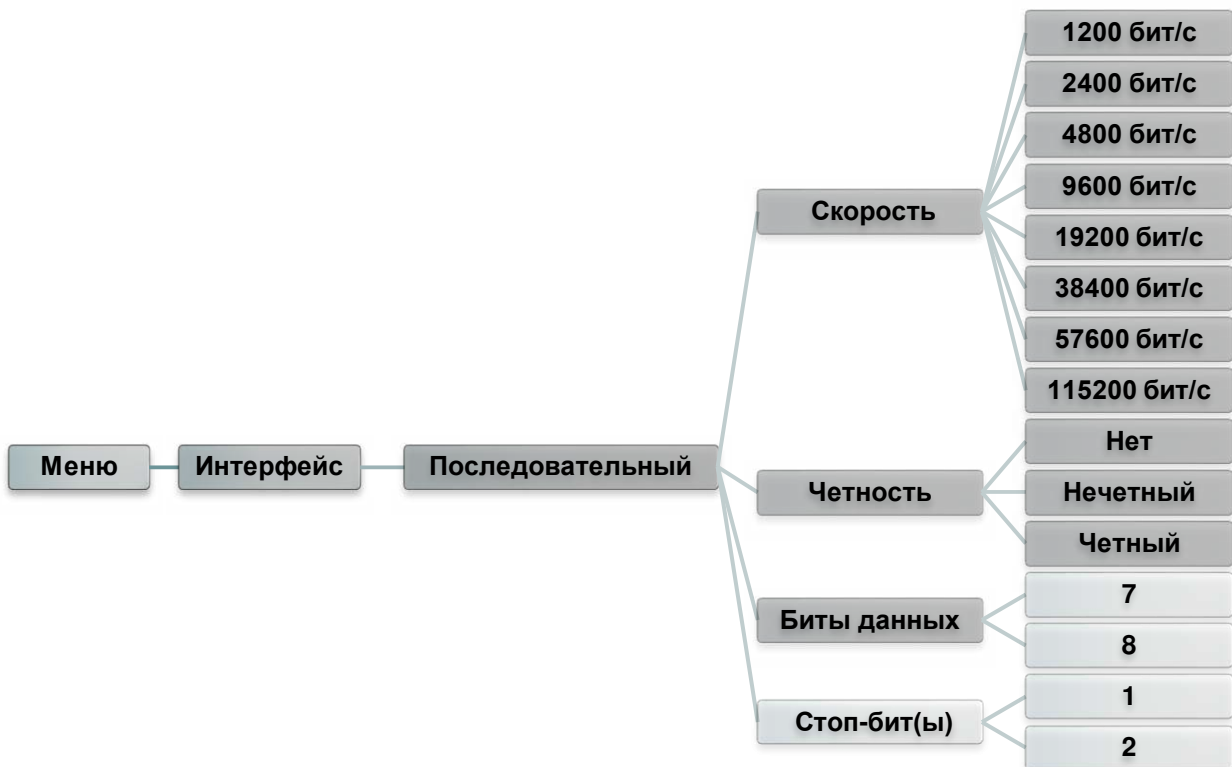 1200 бит/с
2400 бит/с
4800 бит/с
9600 бит/с
Скорость
19200 бит/с
38400 бит/с
57600 бит/с
115200 бит/с
Меню
Интерфейс
Последовательный
Нет
Четность
Нечетный
Четный
Биты данных
7
8
Стоп-бит(ы)
1
2